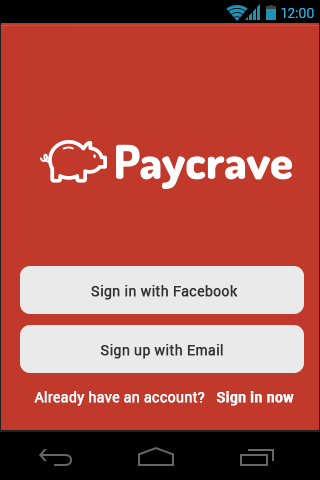 12:00
Paycrave
Sign in with Facebook
Sign up with Email
Already have an account? Sign in now